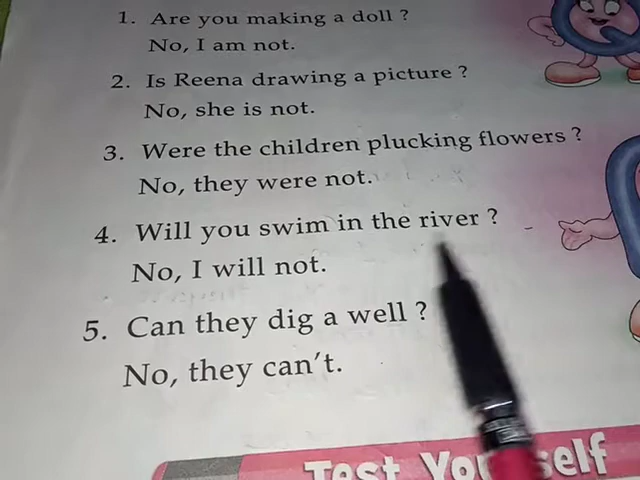 1. Are you making a doll ?
No, I am not.
2. Is Reena drawing a picture ?
No, she is not.
3. Were the children plucking flowers ?
No, they were not.
4. Will you swim in the river ?
No, I will not.
5. Can they dig a well ?
No, they can't.
Test Yourself